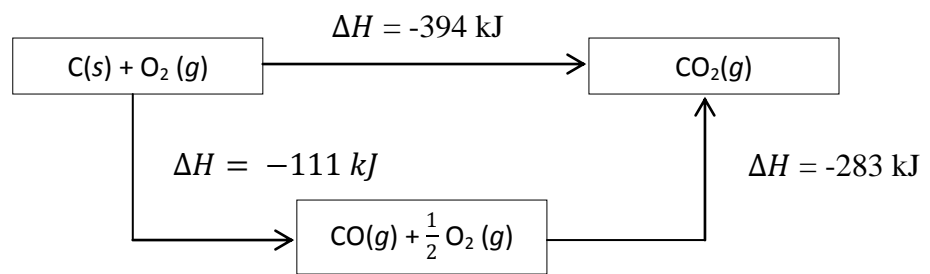 ΔH = -394 kJ
C(s) + O₂ (g)
CO₂(g)
ΔH = −111 kJ
ΔH = -283 kJ
CO(g) + 1/2 O₂ (g)